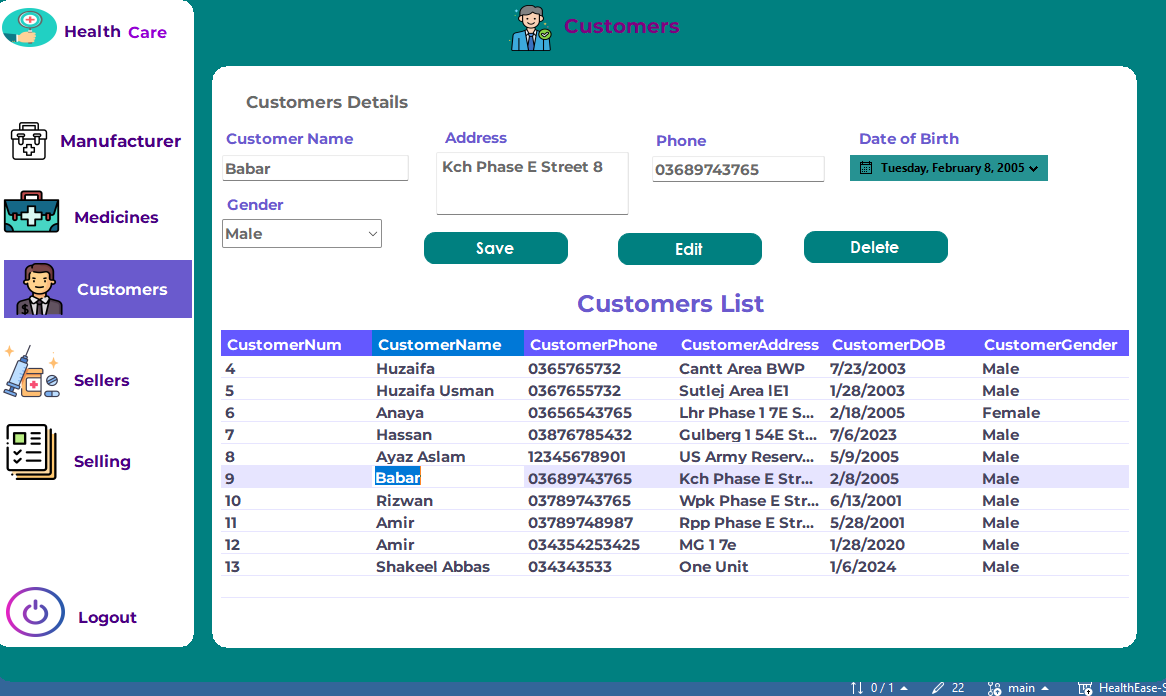 Health Care
Customers
Manufacturer
Medicines
Customers
Sellers
Selling
Logout
Customers Details
Customer Name
Address
Phone
Date of Birth
Babar
Kch Phase E Street 8
03689743765
Tuesday, February 8, 2005
Gender
Male
Save
Edit
Delete
Customers List
CustomerNum CustomerName CustomerPhone CustomerAddress CustomerDOB CustomerGender
4 Huzaifa 0365765732 Cantt Area BWP 7/23/2003 Male
5 Huzaifa Usman 0367655732 Sutlej Area IE1 1/28/2003 Male
6 Anaya 03656543765 Lhr Phase 1 7E S... 2/18/2005 Female
7 Hassan 03876785432 Gulberg 1 54E St... 7/6/2023 Male
8 Ayaz Aslam 12345678901 US Army Reserv... 5/9/2005 Male
9 Babar 03689743765 Kch Phase E Str... 2/8/2005 Male
10 Rizwan 03789743765 Wpk Phase E Str... 6/13/2001 Male
11 Amir 03789748987 Rpp Phase E Str... 5/28/2001 Male
12 Amir 034354253425 MG 1 7e 1/28/2020 Male
13 Shakeel Abbas 034343533 One Unit 1/6/2024 Male
0 / 1 22 main HealthEase-S